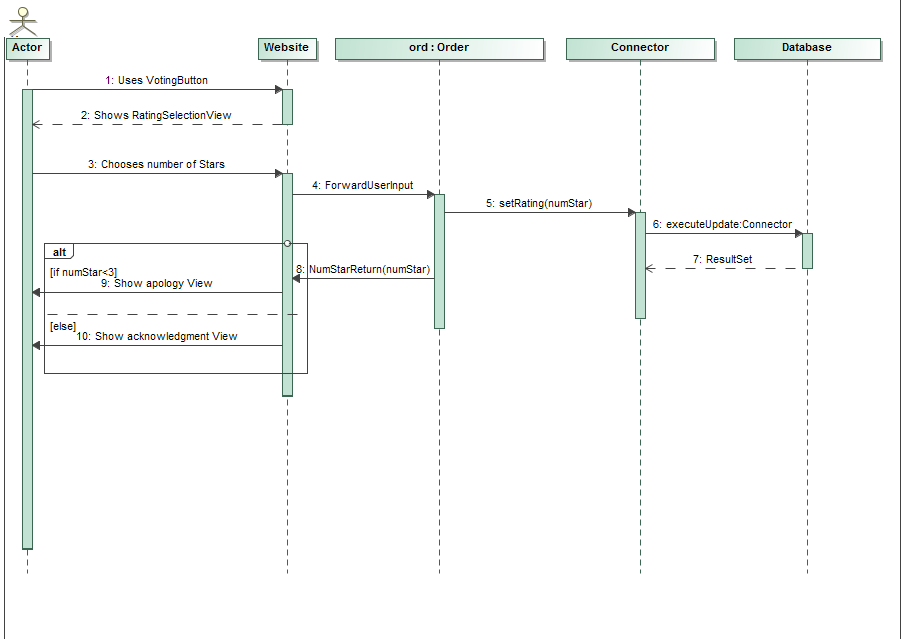 Actor
Website
ord : Order
Connector
Database
1: Uses VotingButton
2: Shows RatingSelectionView
3: Chooses number of Stars
4: ForwardUserInput
5: setRating(numStar)
6: executeUpdate:Connector
7: ResultSet
alt
[if numStar<3]
8: NumStarReturn(numStar)
9: Show apology View
[else]
10: Show acknowledgment View